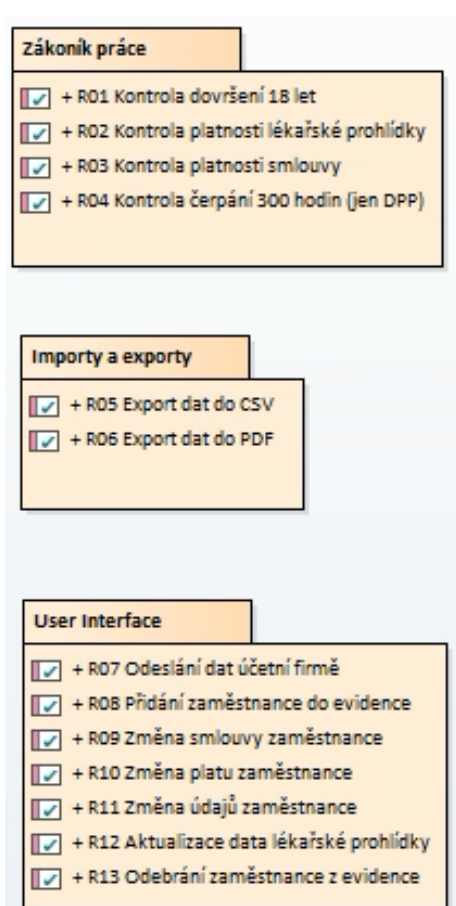 Zákoník práce
+ R01 Kontrola dovršení 18 let
+ R02 Kontrola platnosti lékařské prohlídky
+ R03 Kontrola platnosti smlouvy
+ R04 Kontrola čerpání 300 hodin (jen DPP)
Importy a exporty
+ R05 Export dat do CSV
+ R06 Export dat do PDF
User Interface
+ R07 Odeslání dat účetní firmě
+ R08 Přidání zaměstnance do evidence
+ R09 Změna smlouvy zaměstnance
+ R10 Změna platu zaměstnance
+ R11 Změna údajů zaměstnance
+ R12 Aktualizace data lékařské prohlídky
+ R13 Odebrání zaměstnance z evidence